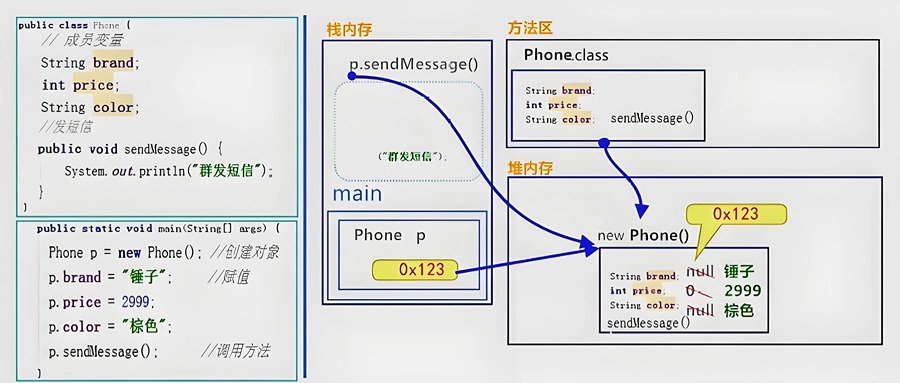 public class Phone {
// 成员变量
String brand;
int price;
String color;
//发短信
public void sendMessage() {
System.out.println("群发短信");
}
}
public static void main(String[] args) {
Phone p = new Phone(); //创建对象
p.brand = "锤子"; //赋值
p.price = 2999;
p.color = "棕色";
p.sendMessage(); //调用方法
}
栈内存
p.sendMessage()
("群发短信");
main
Phone p
0x123
方法区
Phone.class
String brand;
int price;
String color; sendMessage()
堆内存
0x123
new Phone()
String brand; null 锤子
int price; 0 2999
String color; null 棕色
sendMessage()